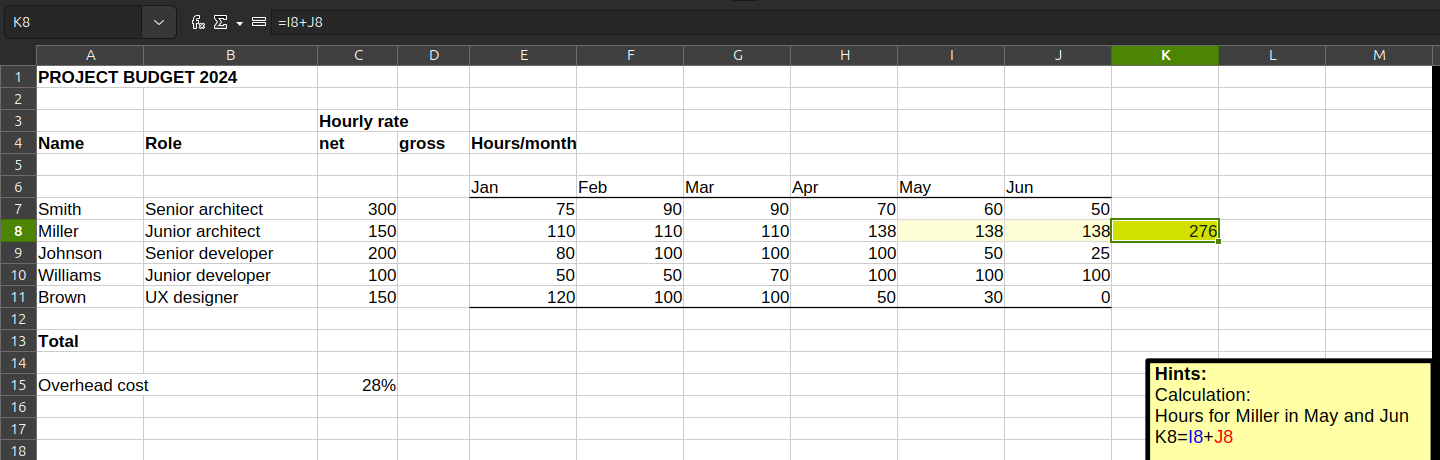 K8 =I8+J8
A B C D E F G H I J K L M
1 PROJECT BUDGET 2024
2
3 Hourly rate
4 Name Role net gross Hours/month
5
6 Jan Feb Mar Apr May Jun
7 Smith Senior architect 300 75 90 90 70 60 50
8 Miller Junior architect 150 110 110 110 138 138 138 276
9 Johnson Senior developer 200 80 100 100 100 50 25
10 Williams Junior developer 100 50 50 70 100 100 100
11 Brown UX designer 150 120 100 100 50 30 0
12
13 Total
14
15 Overhead cost 28%
16
17
18
Hints:
Calculation:
Hours for Miller in May and Jun
K8=I8+J8